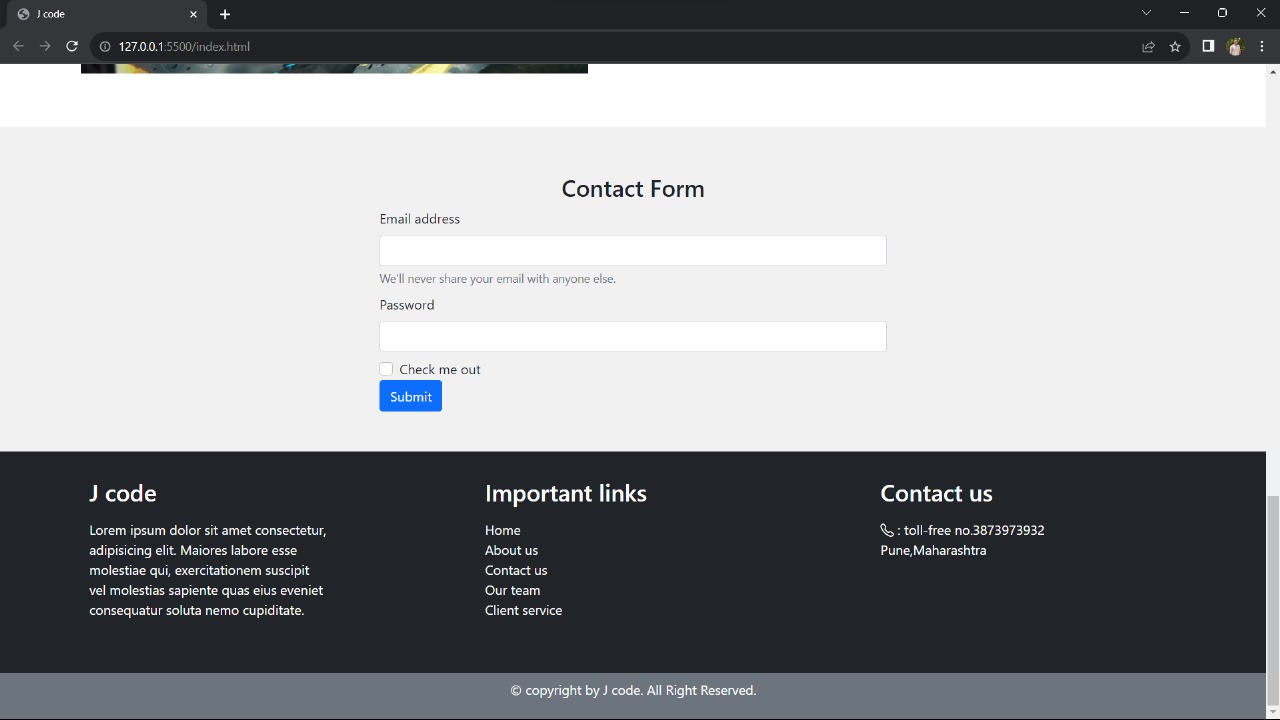 J code
127.0.0.1:5500/index.html
Contact Form
Email address
We'll never share your email with anyone else.
Password
Check me out
Submit
J code
Lorem ipsum dolor sit amet consectetur,
adipisicing elit. Maiores labore esse
molestiae qui, exercitationem suscipit
vel molestias sapiente quas eius eveniet
consequatur soluta nemo cupiditate.
Important links
Home
About us
Contact us
Our team
Client service
Contact us
: toll-free no.3873973932
Pune,Maharashtra
© copyright by J code. All Right Reserved.